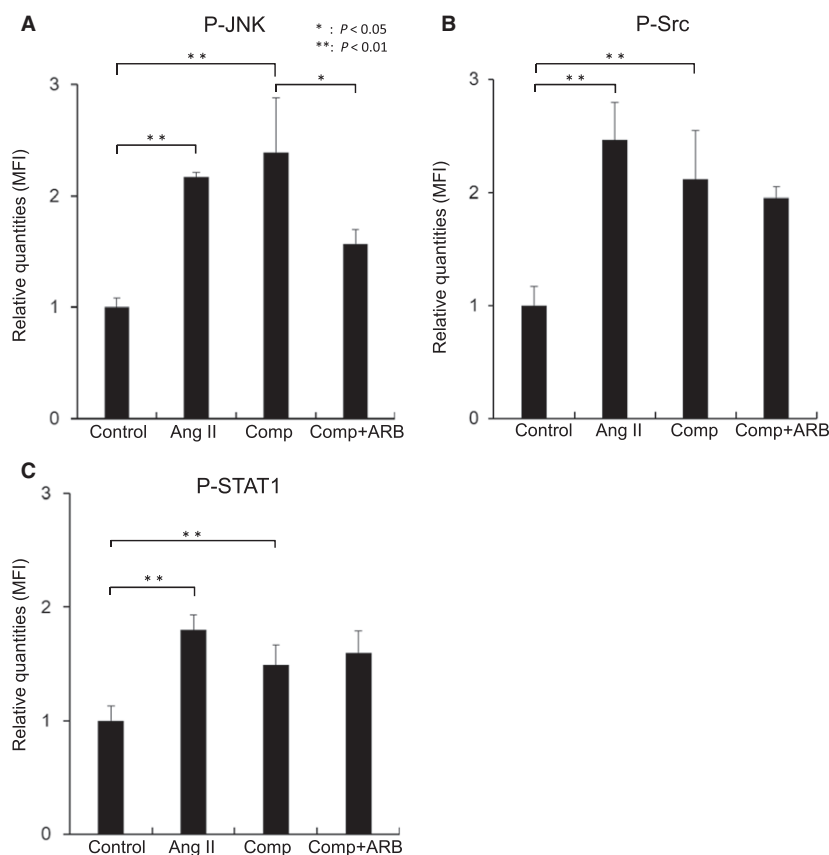 A
P-JNK
* : P < 0.05
**: P < 0.01
* *
*
* *
3
2
1
0
Relative quantities (MFI)
Control Ang II Comp Comp+ARB
B
P-Src
* *
* *
3
2
1
0
Relative quantities (MFI)
Control Ang II Comp Comp+ARB
C
P-STAT1
* *
* *
3
2
1
0
Relative quantities (MFI)
Control Ang II Comp Comp+ARB